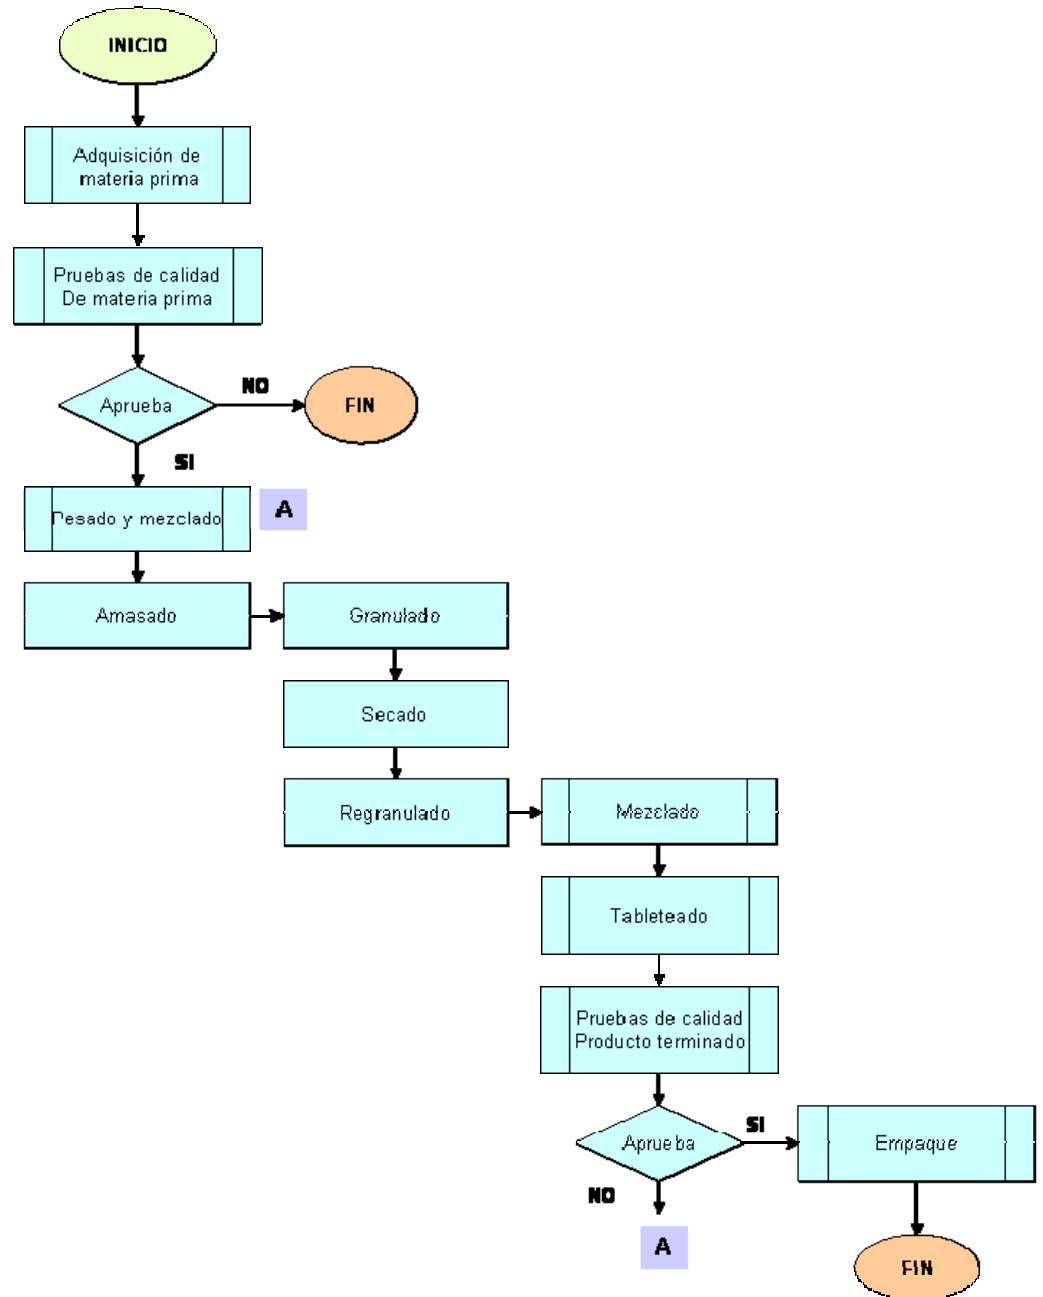 INICIO
Adquisición de
materia prima
Pruebas de calidad
De materia prima
Aprueba
NO
FIN
SI
Pesado y mezclado
A
Amasado
Granulado
Secado
Regranulado
Mezclado
Tableteado
Pruebas de calidad
Producto terminado
Aprueba
SI
Empaque
NO
A
FIN